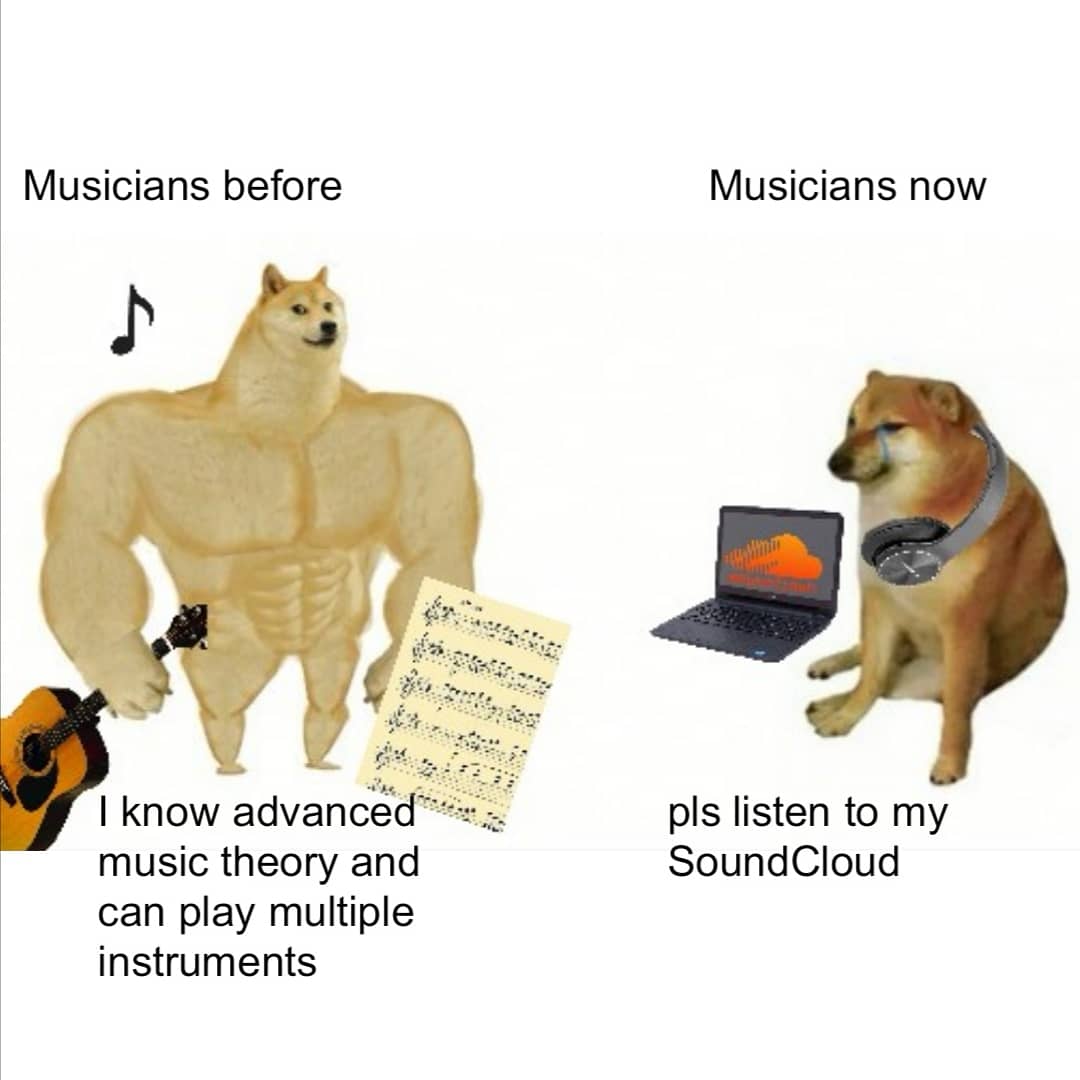 Musicians before
Musicians now
I know advanced
music theory and
can play multiple
instruments
pls listen to my
SoundCloud